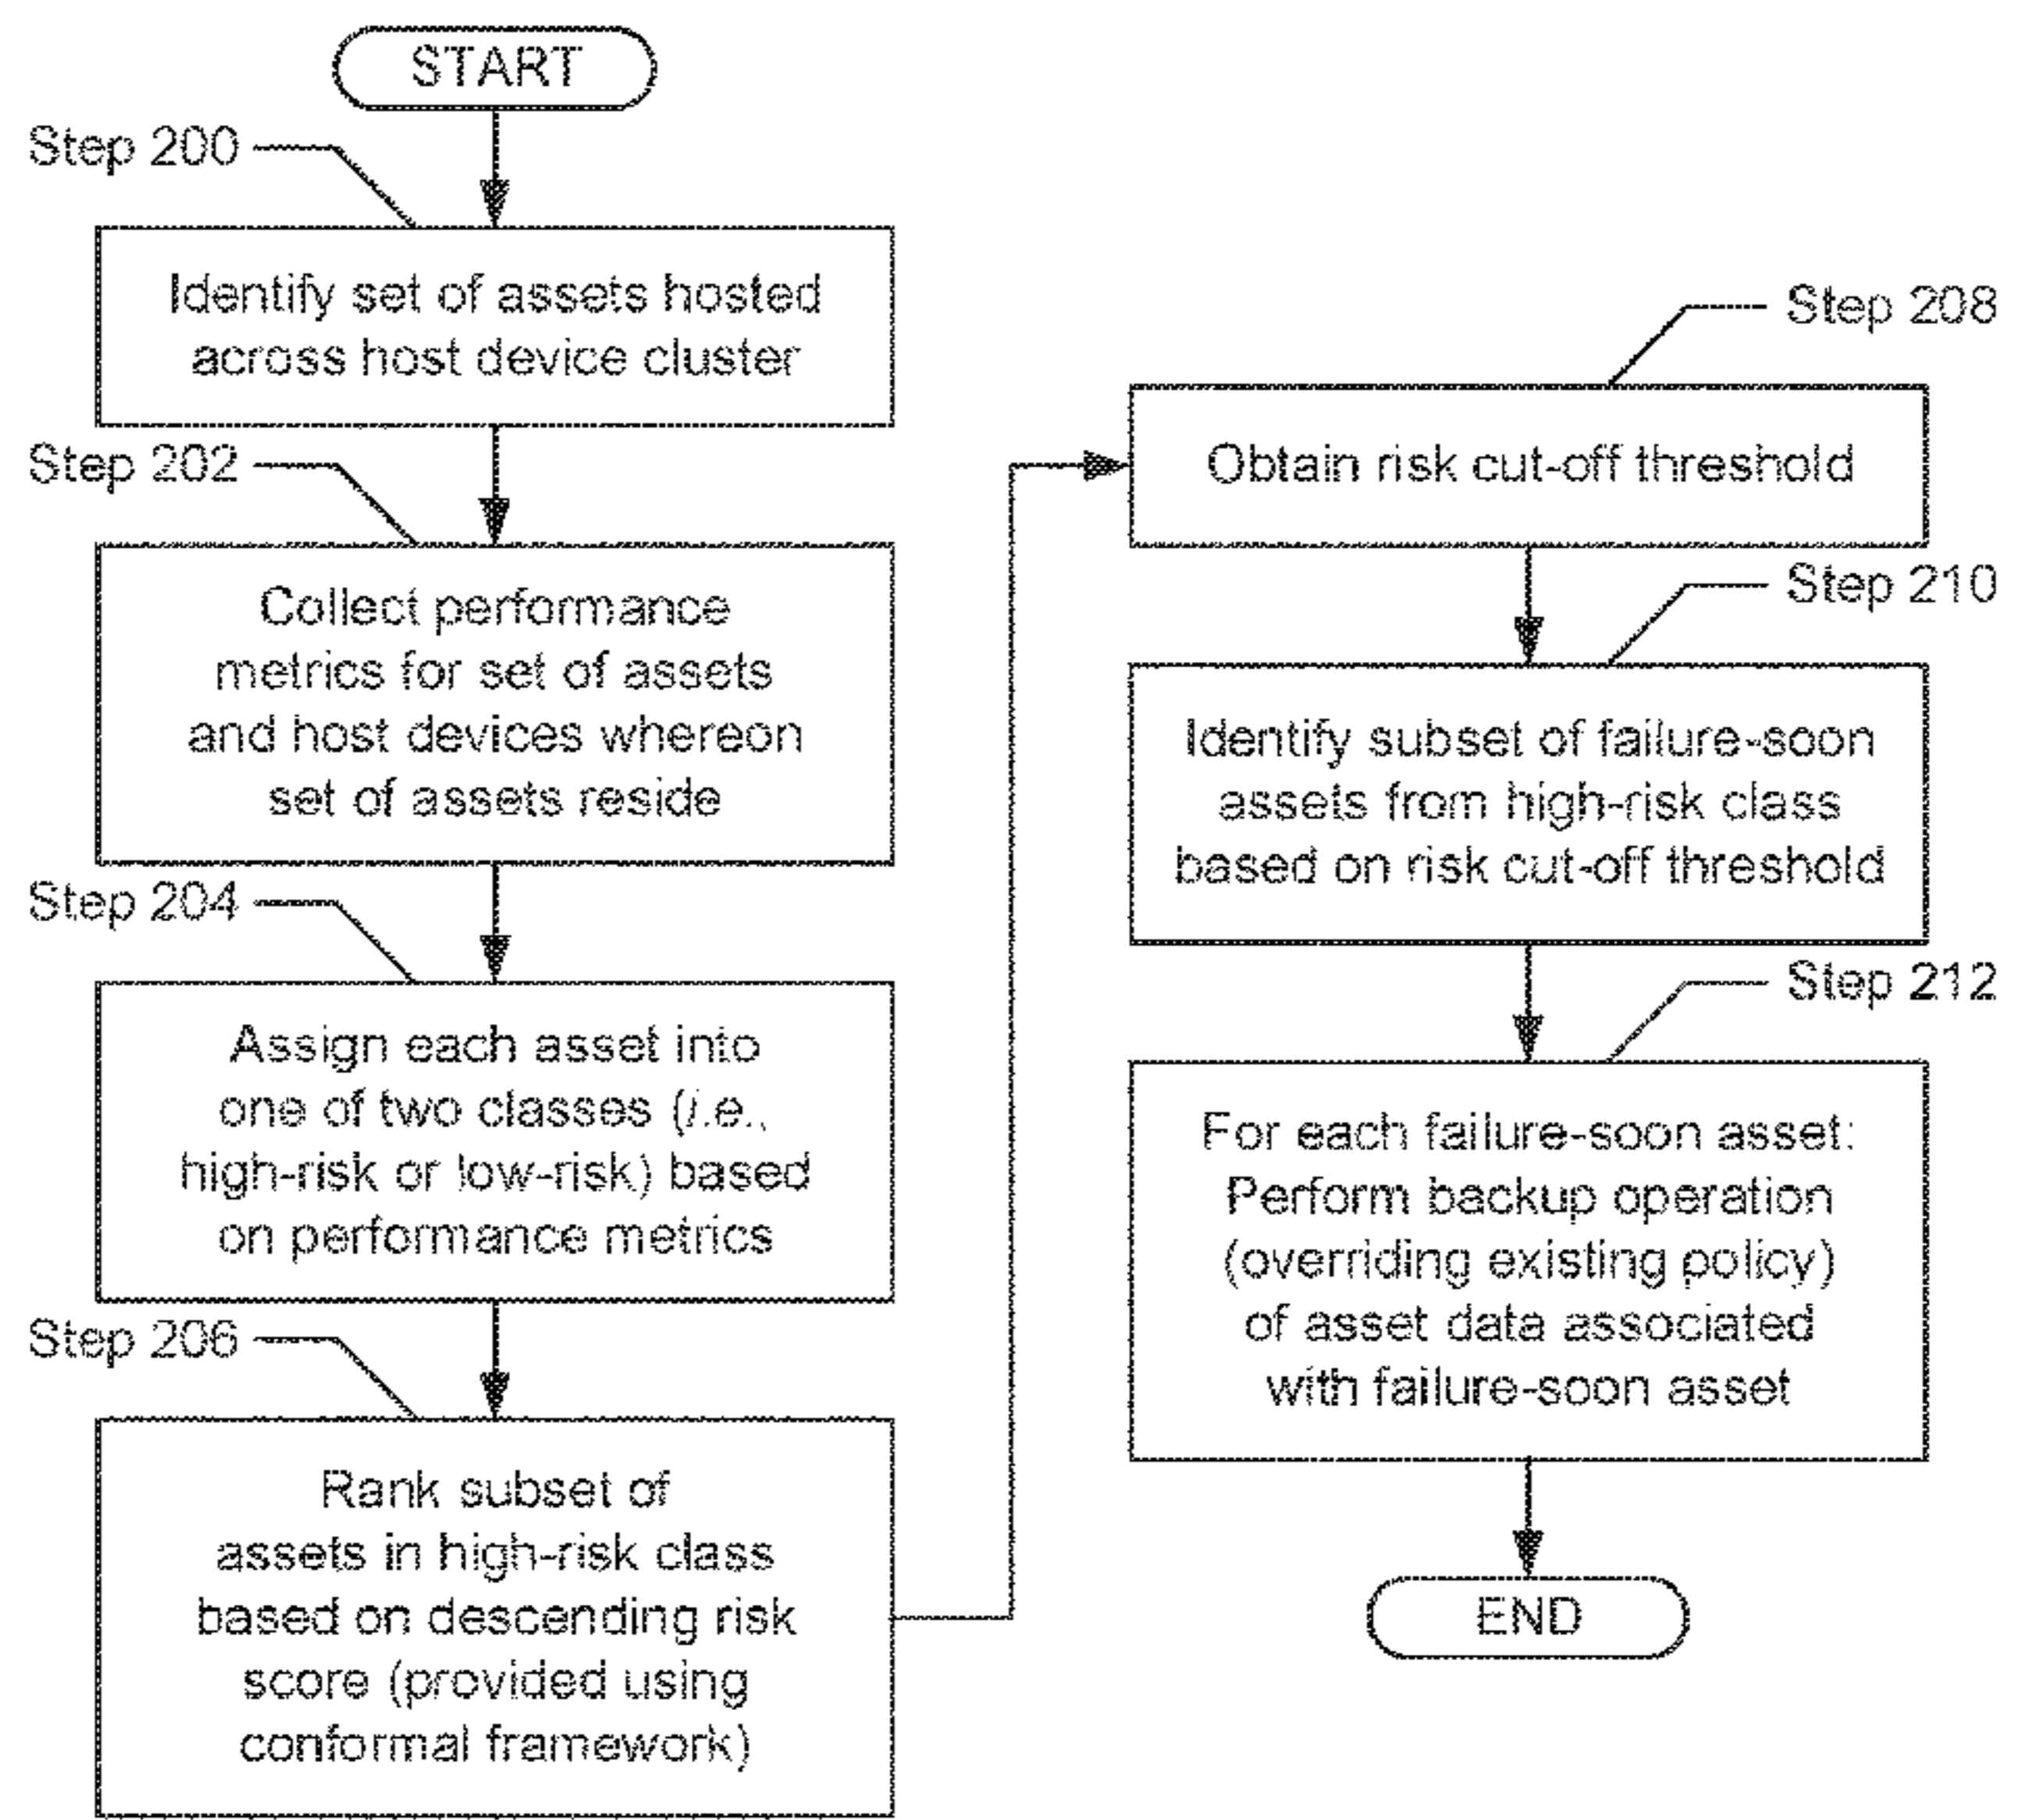 START
Step 200
Identify set of assets hosted
across host device cluster
Step 202
Collect performance
metrics for set of assets
and host devices whereon
set of assets reside
Step 204
Assign each asset into
one of two classes (i.e.,
high-risk or low-risk) based
on performance metrics
Step 206
Rank subset of
assets in high-risk class
based on descending risk
score (provided using
conformal framework)
Step 208
Obtain risk cut-off threshold
Step 210
Identify subset of failure-soon
assets from high-risk class
based on risk cut-off threshold
Step 212
For each failure-soon asset:
Perform backup operation
(overriding existing policy)
of asset data associated
with failure-soon asset
END